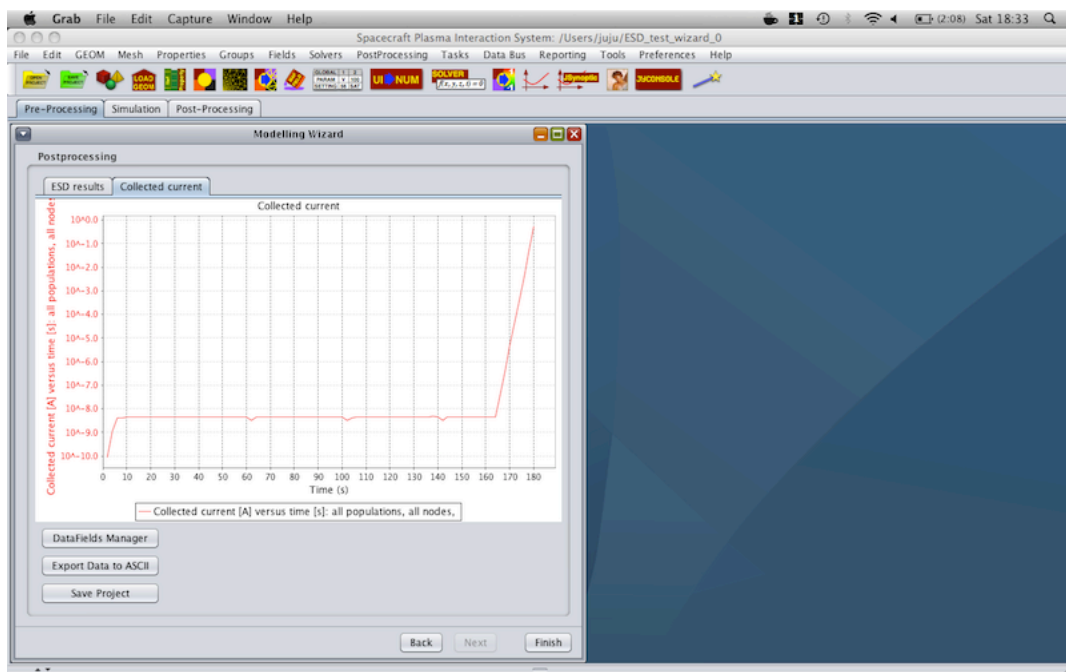 Grab File Edit Capture Window Help (2:08) Sat 18:33
Spacecraft Plasma Interaction System: /Users/juju/ESD_test_wizard_0
File Edit GEOM Mesh Properties Groups Fields Solvers PostProcessing Tasks Data Bus Reporting Tools Preferences Help
LOAD GEOM UI NUM SOLVER f(x, y, z, t) = 0 JYCONSOLE
Pre-Processing Simulation Post-Processing
Modelling Wizard
Postprocessing
ESD results Collected current
Collected current
Collected current [A] versus time [s]: all populations, all nodes
10^0.0
10^-1.0
10^-2.0
10^-3.0
10^-4.0
10^-5.0
10^-6.0
10^-7.0
10^-8.0
10^-9.0
10^-10.0
0 10 20 30 40 50 60 70 80 90 100 110 120 130 140 150 160 170 180
Time (s)
Collected current [A] versus time [s]: all populations, all nodes,
DataFields Manager
Export Data to ASCII
Save Project
Back Next Finish